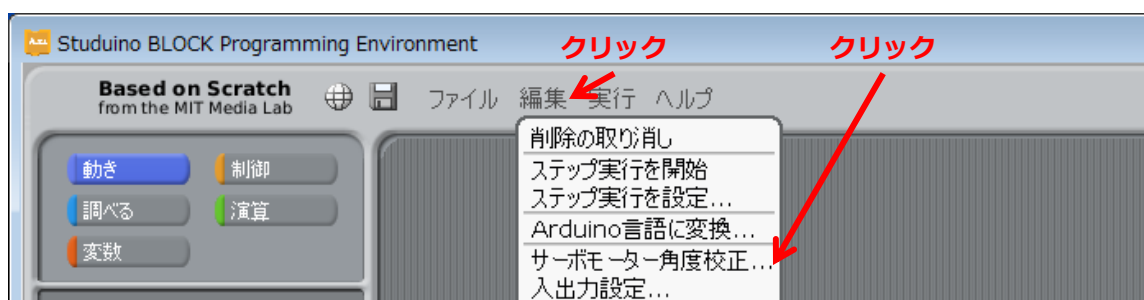 Studuino BLOCK Programming Environment
クリック
クリック
Based on Scratch
from the MIT Media Lab
ファイル 編集 実行 ヘルプ
削除の取り消し
ステップ実行を開始
ステップ実行を設定...
Arduino言語に変換...
サーボモーター角度校正...
入出力設定...
動き
制御
調べる
演算
変数